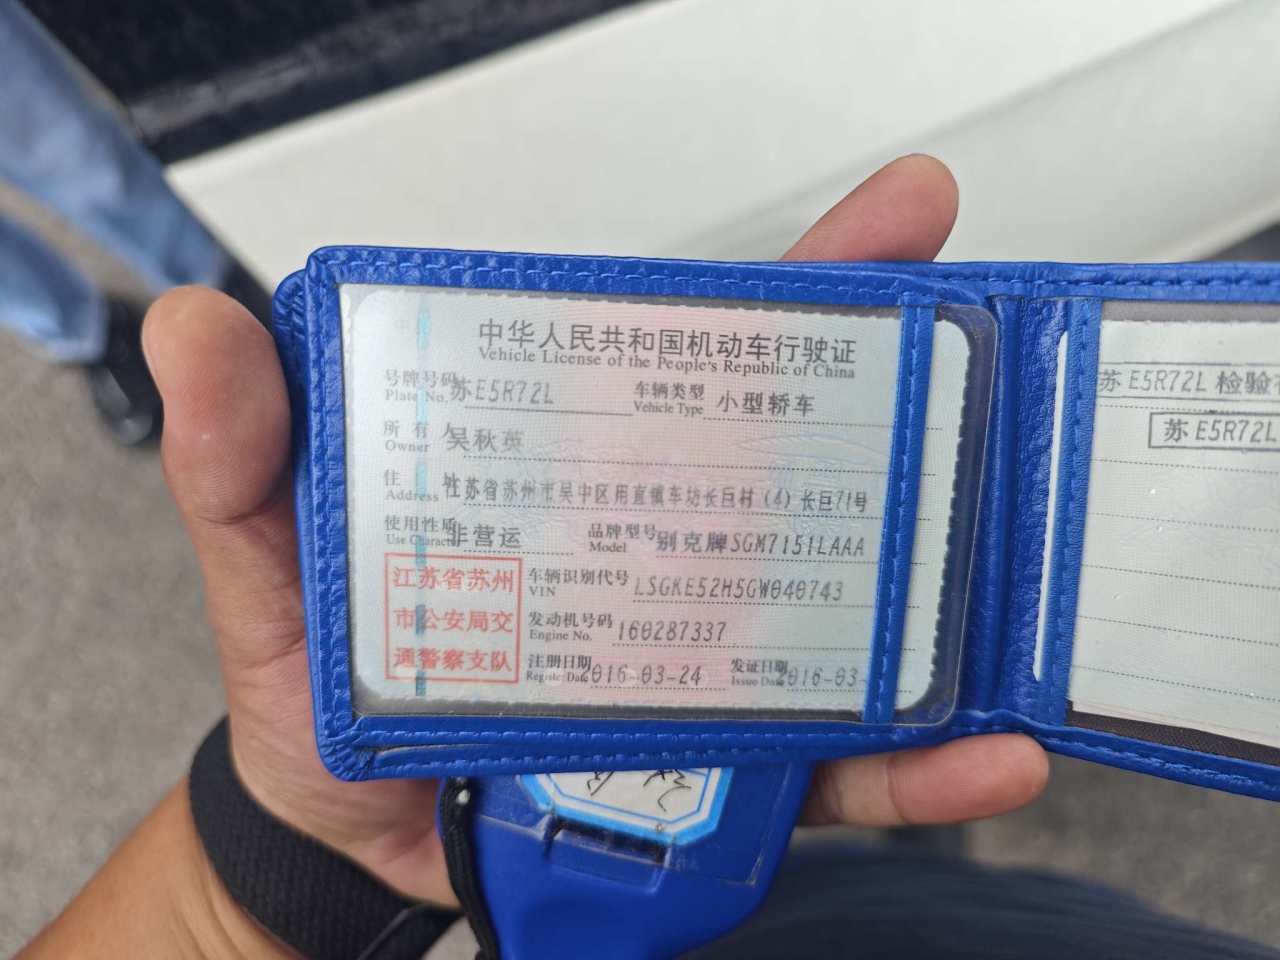 中华人民共和国机动车行驶证
Vehicle License of the People's Republic of China
号牌号码 苏E5R72L 车辆类型 小型轿车
Plate No. Vehicle Type
所有人 吴秋英
Owner
住 江苏省苏州市吴中区甪直镇车坊长巨村（4）长巨71号
Address
使用性质 非营运 品牌型号 别克牌SGM7151LAAA
Use Character Model
江苏省苏州
市公安局交
通警察支队
车辆识别代号 LSGKE52H5GW040743
VIN
发动机号码 160287337
Engine No.
注册日期 2016-03-24 发证日期 2016-03-
Register Date Issue Date
苏E5R72L 检验
苏E5R72L